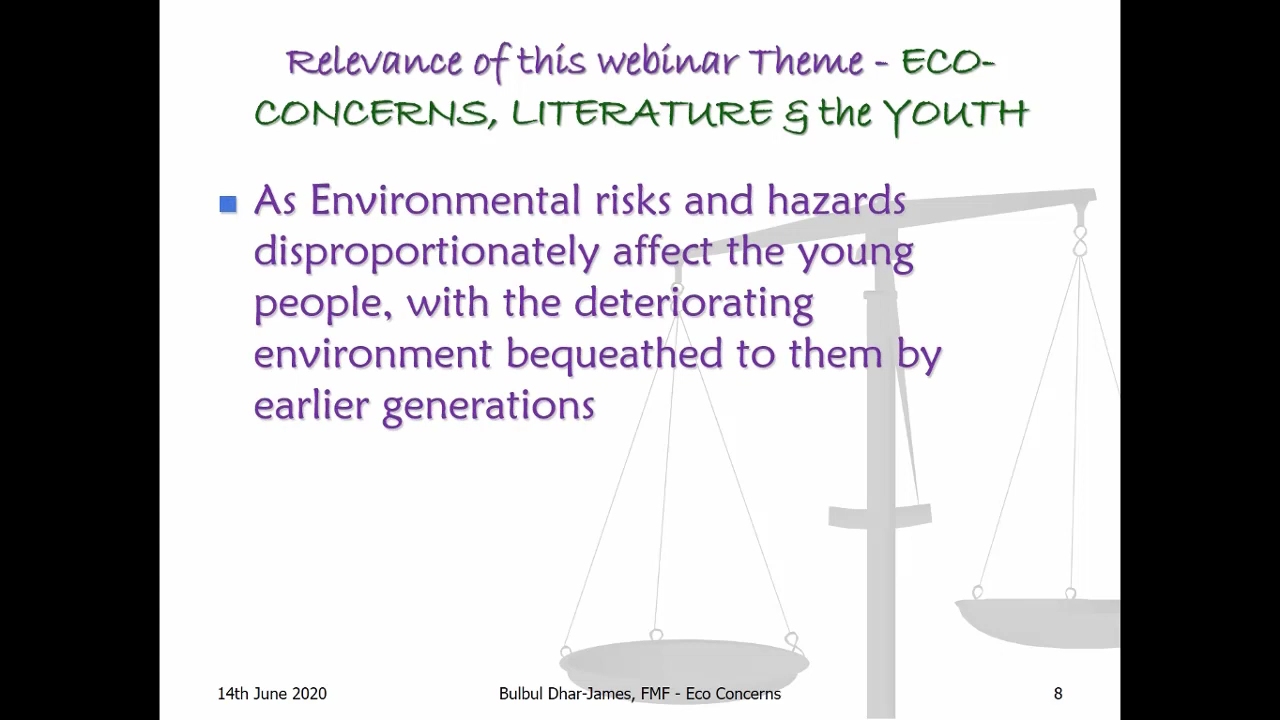 Relevance of this webinar Theme - ECO-
CONCERNS, LITERATURE & the YOUTH
As Environmental risks and hazards
disproportionately affect the young
people, with the deteriorating
environment bequeathed to them by
earlier generations
14th June 2020
Bulbul Dhar-James, FMF - Eco Concerns
8